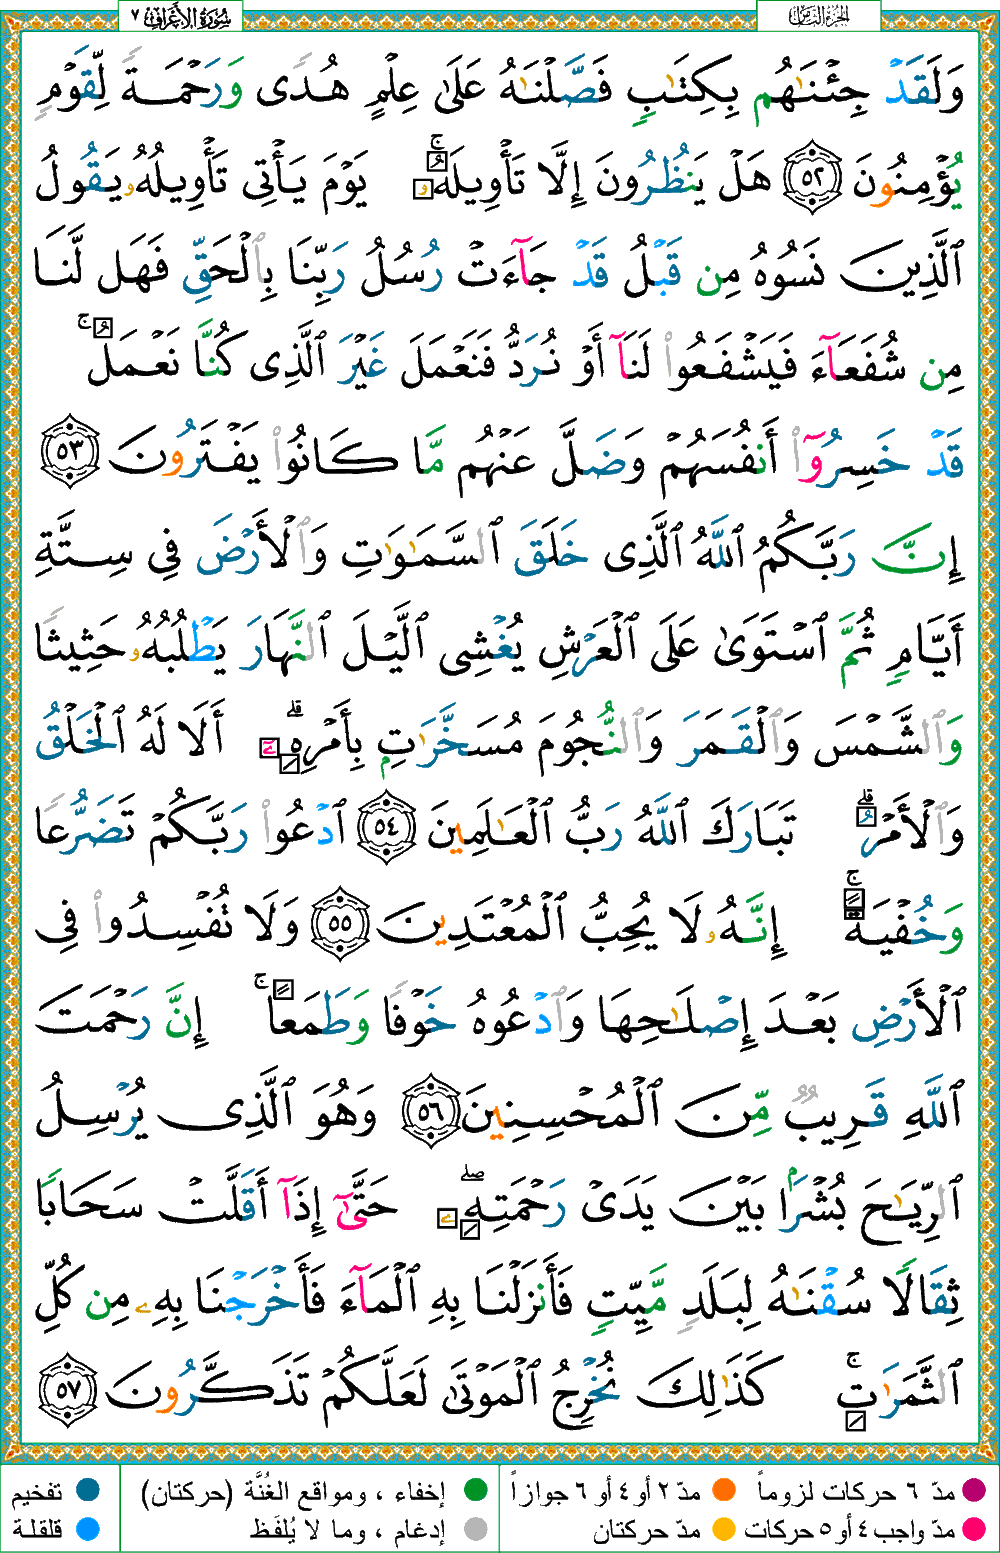 سُورَةُ الأَعْرَافِ ٧
الجُزْءُ الثَّامِنُ
وَلَقَدْ جِئْنَٰهُم بِكِتَٰبٍ فَصَّلْنَٰهُ عَلَىٰ عِلْمٍ هُدًى وَرَحْمَةً لِّقَوْمٍ
يُؤْمِنُونَ ٥٢ هَلْ يَنظُرُونَ إِلَّا تَأْوِيلَهُۥ ۚ يَوْمَ يَأْتِى تَأْوِيلُهُۥ يَقُولُ
ٱلَّذِينَ نَسُوهُ مِن قَبْلُ قَدْ جَآءَتْ رُسُلُ رَبِّنَا بِٱلْحَقِّ فَهَل لَّنَا
مِن شُفَعَآءَ فَيَشْفَعُوا۟ لَنَآ أَوْ نُرَدُّ فَنَعْمَلَ غَيْرَ ٱلَّذِى كُنَّا نَعْمَلُ ۚ
قَدْ خَسِرُوٓا۟ أَنفُسَهُمْ وَضَلَّ عَنْهُم مَّا كَانُوا۟ يَفْتَرُونَ ٥٣
إِنَّ رَبَّكُمُ ٱللَّهُ ٱلَّذِى خَلَقَ ٱلسَّمَٰوَٰتِ وَٱلْأَرْضَ فِى سِتَّةِ
أَيَّامٍ ثُمَّ ٱسْتَوَىٰ عَلَى ٱلْعَرْشِ يُغْشِى ٱلَّيْلَ ٱلنَّهَارَ يَطْلُبُهُۥ حَثِيثًا
وَٱلشَّمْسَ وَٱلْقَمَرَ وَٱلنُّجُومَ مُسَخَّرَٰتٍۭ بِأَمْرِهِۦٓ ۗ أَلَا لَهُ ٱلْخَلْقُ
وَٱلْأَمْرُ ۗ تَبَارَكَ ٱللَّهُ رَبُّ ٱلْعَٰلَمِينَ ٥٤ ٱدْعُوا۟ رَبَّكُمْ تَضَرُّعًا
وَخُفْيَةً ۚ إِنَّهُۥ لَا يُحِبُّ ٱلْمُعْتَدِينَ ٥٥ وَلَا تُفْسِدُوا۟ فِى
ٱلْأَرْضِ بَعْدَ إِصْلَٰحِهَا وَٱدْعُوهُ خَوْفًا وَطَمَعًا ۚ إِنَّ رَحْمَتَ
ٱللَّهِ قَرِيبٌ مِّنَ ٱلْمُحْسِنِينَ ٥٦ وَهُوَ ٱلَّذِى يُرْسِلُ
ٱلرِّيَٰحَ بُشْرًۢا بَيْنَ يَدَىْ رَحْمَتِهِۦ ۖ حَتَّىٰٓ إِذَآ أَقَلَّتْ سَحَابًا
ثِقَالًا سُقْنَٰهُ لِبَلَدٍ مَّيِّتٍ فَأَنزَلْنَا بِهِ ٱلْمَآءَ فَأَخْرَجْنَا بِهِۦ مِن كُلِّ
ٱلثَّمَرَٰتِ ۚ كَذَٰلِكَ نُخْرِجُ ٱلْمَوْتَىٰ لَعَلَّكُمْ تَذَكَّرُونَ ٥٧
مدّ ٦ حركات لزوماً مدّ ٢ أو ٤ أو ٦ جوازاً إخفاء ، ومواقع الغُنَّة (حركتان) تفخيم
مدّ واجب ٤ أو ٥ حركات مدّ حركتان إدغام ، وما لا يُلفَظ قلقلة